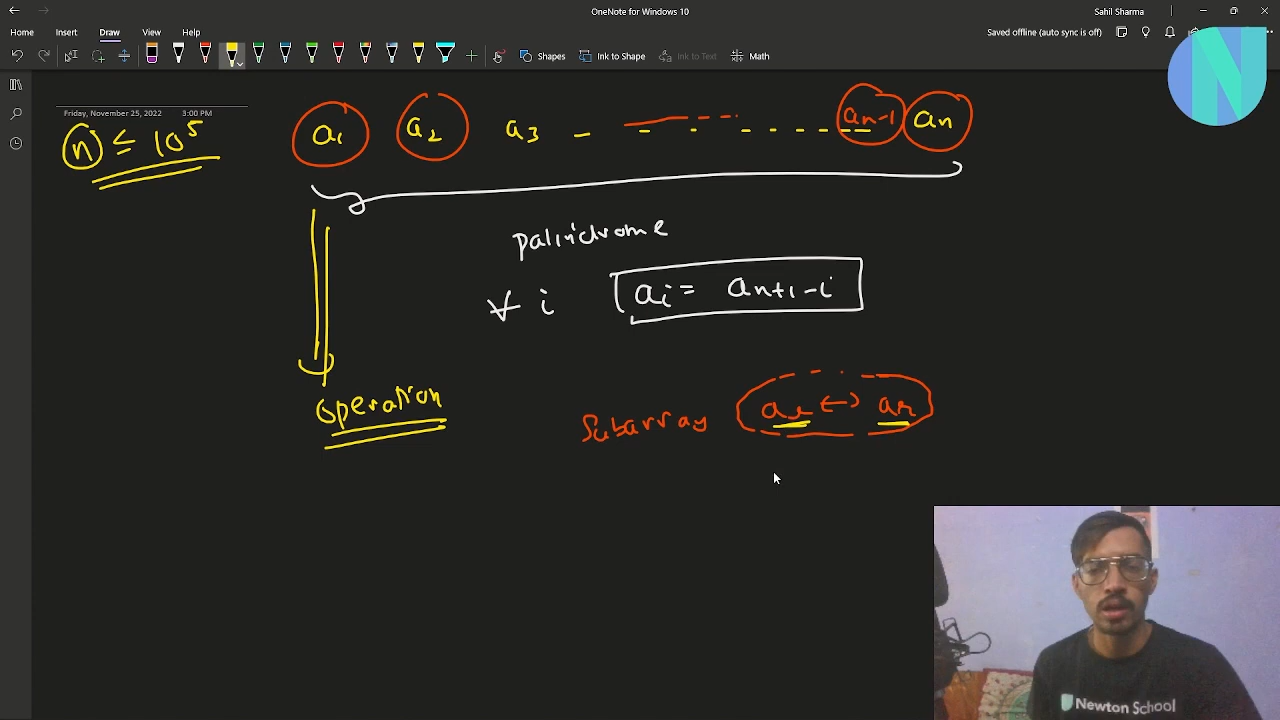 OneNote for Windows 10
Sahil Sharma
Home Insert Draw View Help
Saved offline (auto sync is off)
Shapes Ink to Shape Ink to Text Math
Friday, November 25, 2022 3:00 PM
n ≤ 10^5
a1 a2 a3 - - - - - - - - an-1 an
palindrome
∀ i ai = an+1-i
operation
Subarray al ↔ ar
Newton School